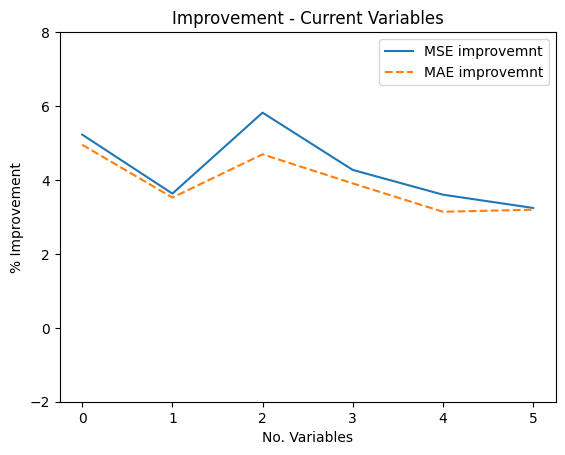 Improvement - Current Variables
MSE improvemnt
MAE improvemnt
% Improvement
8
6
4
2
0
−2
0 1 2 3 4 5
No. Variables